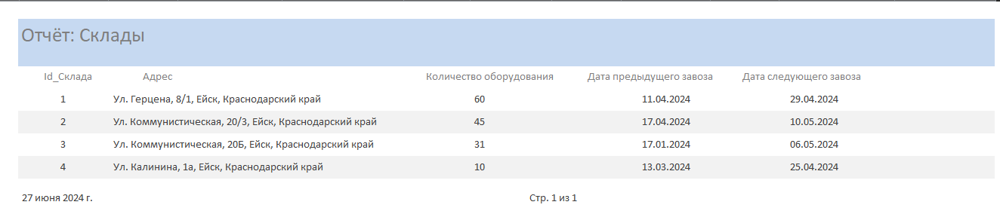 Отчёт: Склады
Id_Склада Адрес Количество оборудования Дата предыдущего завоза Дата следующего завоза
1 Ул. Герцена, 8/1, Ейск, Краснодарский край 60 11.04.2024 29.04.2024
2 Ул. Коммунистическая, 20/3, Ейск, Краснодарский край 45 17.04.2024 10.05.2024
3 Ул. Коммунистическая, 20Б, Ейск, Краснодарский край 31 17.01.2024 06.05.2024
4 Ул. Калинина, 1а, Ейск, Краснодарский край 10 13.03.2024 25.04.2024
27 июня 2024 г. Стр. 1 из 1